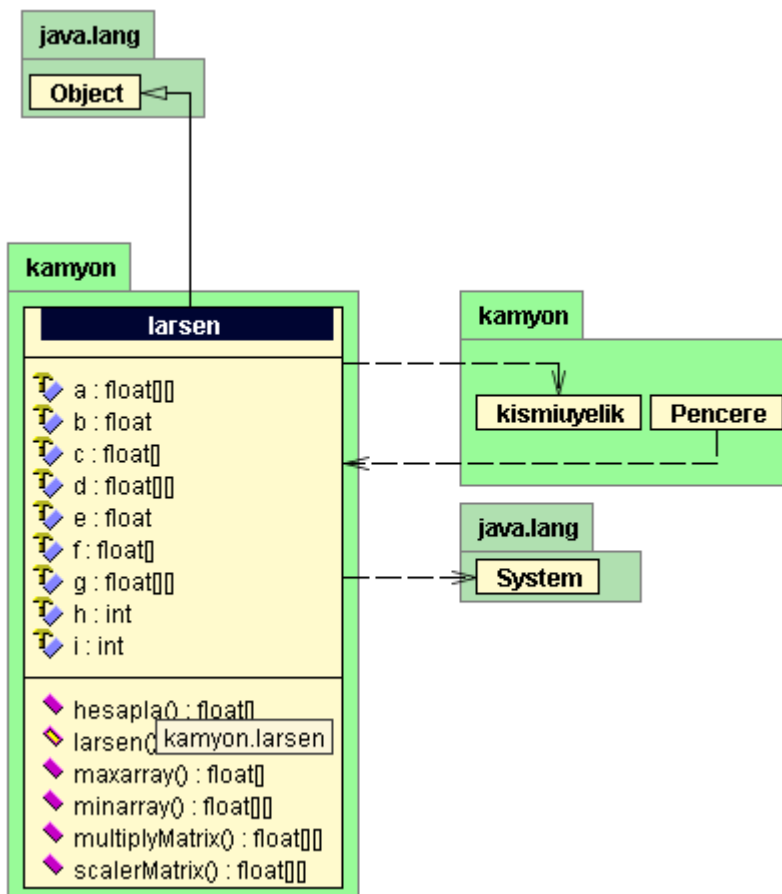 java.lang
Object
kamyon
larsen
a : float[][]
b : float
c : float[]
d : float[][]
e : float
f : float[]
g : float[][]
h : int
i : int
hesapla() : float[]
larsen()
kamyon.larsen
maxarray() : float[]
minarray() : float[][]
multiplyMatrix() : float[][]
scalerMatrix() : float[][]
kamyon
kismiuyelik
Pencere
java.lang
System